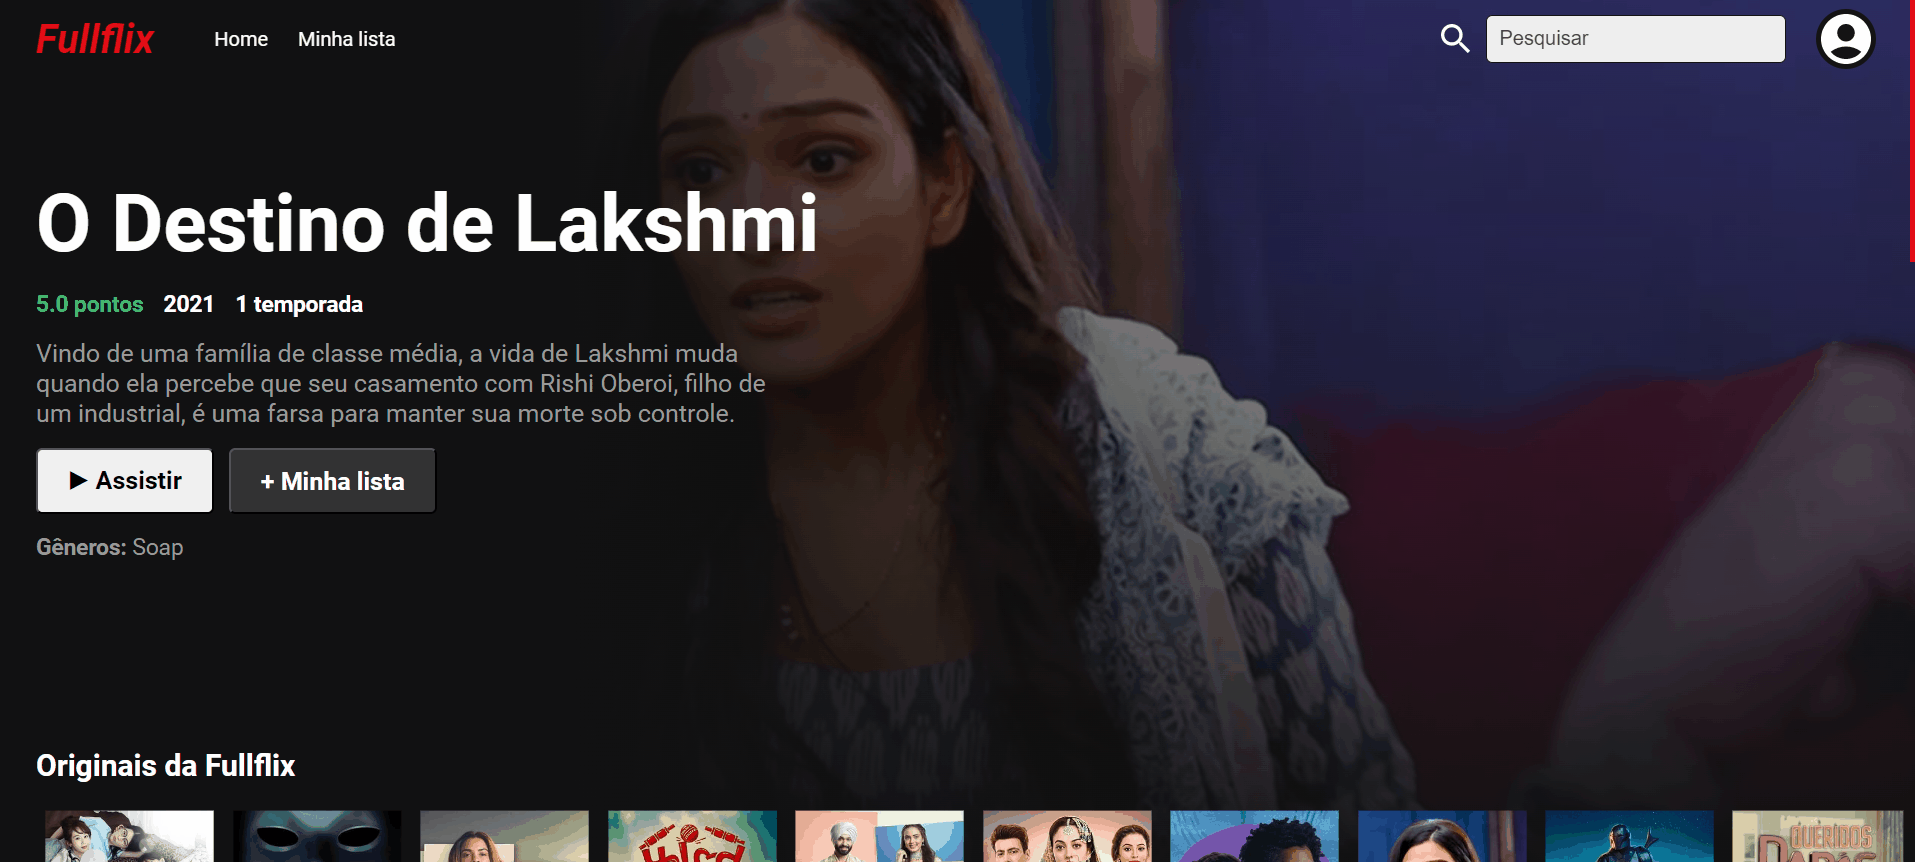 Fullflix
Home
Minha lista
Pesquisar
O Destino de Lakshmi
5.0 pontos 2021 1 temporada
Vindo de uma família de classe média, a vida de Lakshmi muda
quando ela percebe que seu casamento com Rishi Oberoi, filho de
um industrial, é uma farsa para manter sua morte sob controle.
▶ Assistir
+ Minha lista
Gêneros: Soap
Originais da Fullflix
QUERIDOS